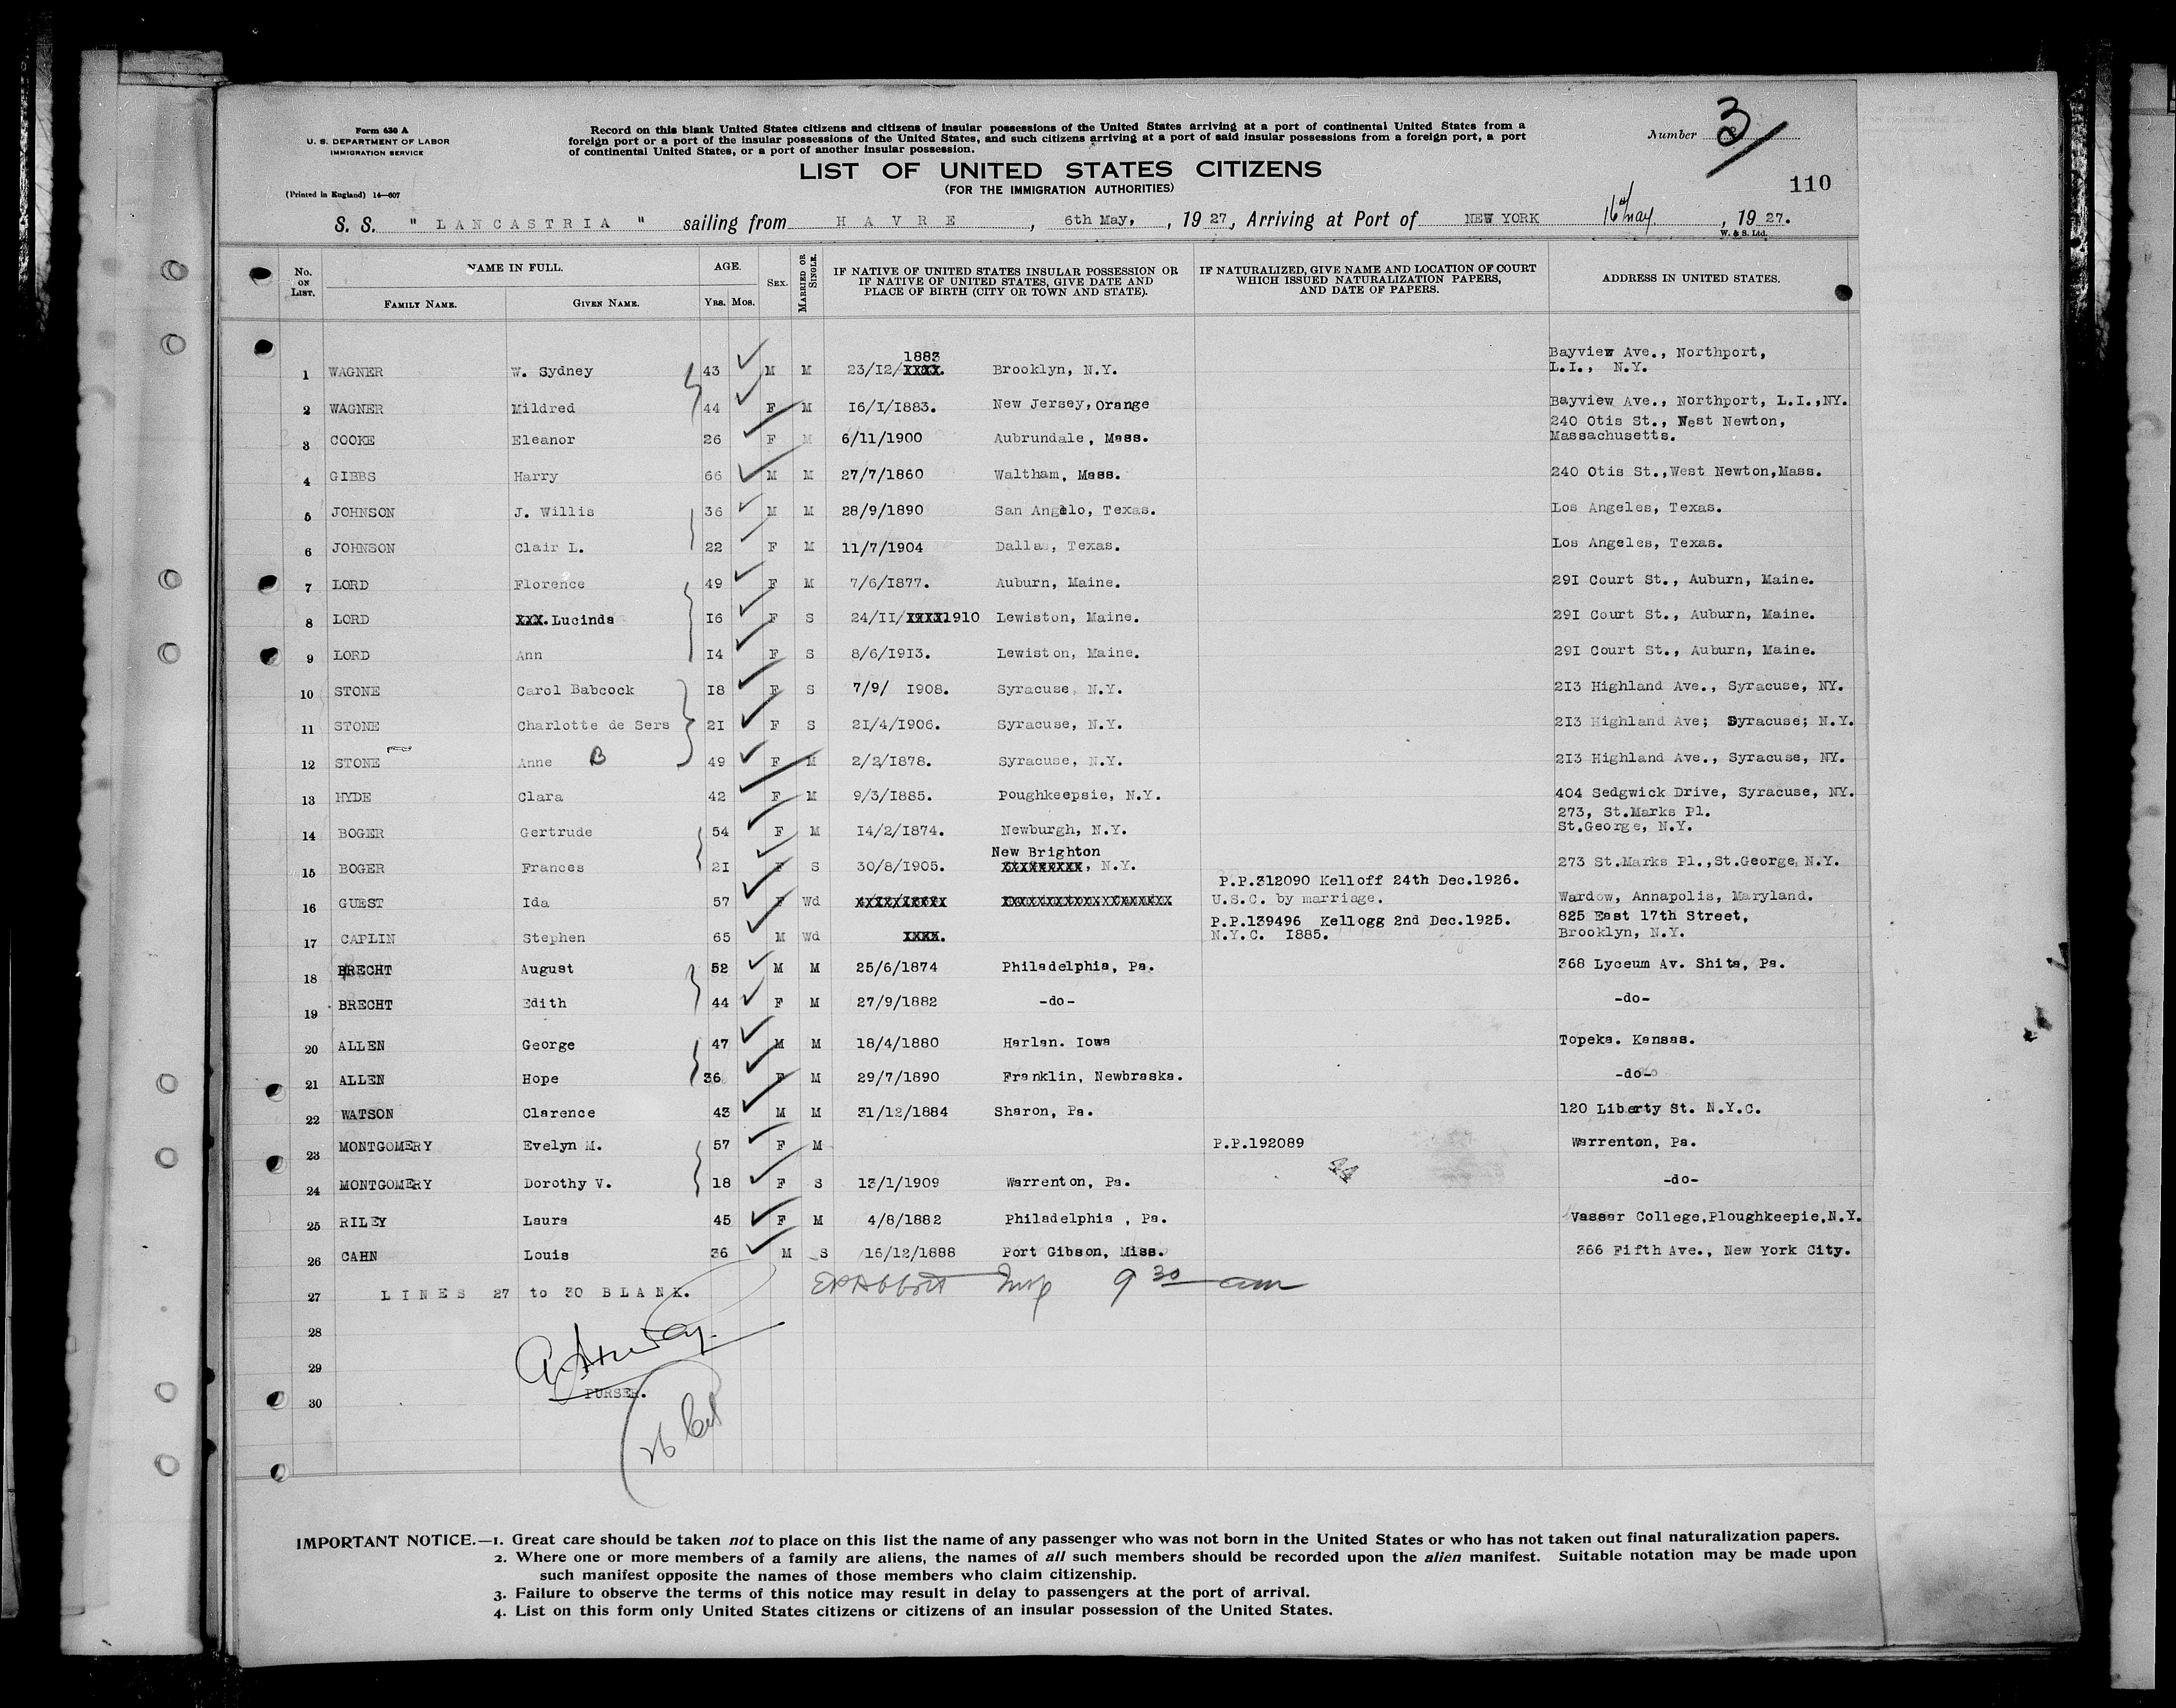 Form 630 A
U. S. DEPARTMENT OF LABOR
IMMIGRATION SERVICE
(Printed in England) 14—607
Record on this blank United States citizens and citizens of insular possessions of the United States arriving at a port of continental United States from a
foreign port or a port of the insular possessions of the United States, and such citizens arriving at a port of said insular possessions from a foreign port, a port
of continental United States, or a port of another insular possession.
Number 3
LIST OF UNITED STATES CITIZENS
(FOR THE IMMIGRATION AUTHORITIES)
110
S. S. " LANCASTRIA " sailing from HAVRE, 6th May, , 1927, Arriving at Port of NEW YORK 16th May, 1927.
W. & S. Ltd.
No. ON LIST. NAME IN FULL. FAMILY NAME. GIVEN NAME. AGE. YRS. MOS. SEX. MARRIED OR SINGLE. IF NATIVE OF UNITED STATES INSULAR POSSESSION OR IF NATIVE OF UNITED STATES, GIVE DATE AND PLACE OF BIRTH (CITY OR TOWN AND STATE). IF NATURALIZED, GIVE NAME AND LOCATION OF COURT WHICH ISSUED NATURALIZATION PAPERS, AND DATE OF PAPERS. ADDRESS IN UNITED STATES.
1 WAGNER W. Sydney 43 M M 23/12/XXXX. 1883 Brooklyn, N.Y. Bayview Ave., Northport, L.I., N.Y.
2 WAGNER Mildred 44 F M 16/1/1883. New Jersey, Orange Bayview Ave., Northport, L.I.,NY.
3 COOKE Eleanor 26 F M 6/11/1900 Aubrundale, Mass. 240 Otis St., West Newton, Massachusetts.
4 GIBBS Harry 66 M M 27/7/1860 Waltham, Mass. 240 Otis St.,West Newton,Mass.
5 JOHNSON J. Willis 36 M M 28/9/1890 San Angelo, Texas. Los Angeles, Texas.
6 JOHNSON Clair L. 22 F M 11/7/1904 Dallas, Texas. Los Angeles, Texas.
7 LORD Florence 49 F M 7/6/1877. Auburn, Maine. 291 Court St., Auburn, Maine.
8 LORD XXX.Lucinda 16 F S 24/11/XXXX1910 Lewiston, Maine. 291 Court St., Auburn, Maine.
9 LORD Ann 14 F S 8/6/1913. Lewiston, Maine. 291 Court St., Auburn, Maine.
10 STONE Carol Babcock 18 F S 7/9/ 1908. Syracuse, N.Y. 213 Highland Ave., Syracuse, NY.
11 STONE Charlotte de Sers 21 F S 21/4/1906. Syracuse, N.Y. 213 Highland Ave; Syracuse; N.Y.
12 STONE Anne B 49 F M 2/2/1878. Syracuse, N.Y. 213 Highland Ave., Syracuse, NY.
13 HYDE Clara 42 F M 9/3/1885. Poughkeepsie, N.Y. 404 Sedgwick Drive, Syracuse, NY.
14 BOGER Gertrude 54 F M 14/2/1874. Newburgh, N.Y. 273, St.Marks Pl. St.George, N.Y.
15 BOGER Frances 21 F S 30/8/1905. New Brighton, N.Y. 273 St.Marks Pl.,St.George, N.Y.
16 GUEST Ida 57 F Wd P.P.312090 Kelloff 24th Dec.1926. U.S.C. by marriage. Wardow, Annapolis, Maryland.
17 CAPLIN Stephen 65 M Wd XXXX. P.P.139496 Kellogg 2nd Dec.1925. N.Y.C. 1885. 825 East 17th Street, Brooklyn, N.Y.
18 BRECHT August 52 M M 25/6/1874 Philadelphia, Pa. 368 Lyceum Av. Shita, Pa.
19 BRECHT Edith 44 F M 27/9/1882 -do- -do-
20 ALLEN George 47 M M 18/4/1880 Harlan. Iowa Topeka. Kansas.
21 ALLEN Hope 36 F M 29/7/1890 Franklin, Newbraska. -do-
22 WATSON Clarence 43 M M 31/12/1884 Sharon, Pa. 120 Liberty St. N.Y.C.
23 MONTGOMERY Evelyn M. 57 F M P.P.192089 Warrenton, Pa.
24 MONTGOMERY Dorothy V. 18 F S 13/1/1909 Warrenton, Pa. -do-
25 RILEY Laura 45 F M 4/8/1882 Philadelphia , Pa. Vassar College,Ploughkeepie,N.Y.
26 CAHN Louis 36 M S 16/12/1888 Port Gibson, Miss. 366 Fifth Ave., New York City.
27 LINES 27 to 30 BLANK. EP Abbott Insp 9 30 am
28
29
PURSER.
30
26
IMPORTANT NOTICE.—1. Great care should be taken not to place on this list the name of any passenger who was not born in the United States or who has not taken out final naturalization papers.
2. Where one or more members of a family are aliens, the names of all such members should be recorded upon the alien manifest. Suitable notation may be made upon
such manifest opposite the names of those members who claim citizenship.
3. Failure to observe the terms of this notice may result in delay to passengers at the port of arrival.
4. List on this form only United States citizens or citizens of an insular possession of the United States.